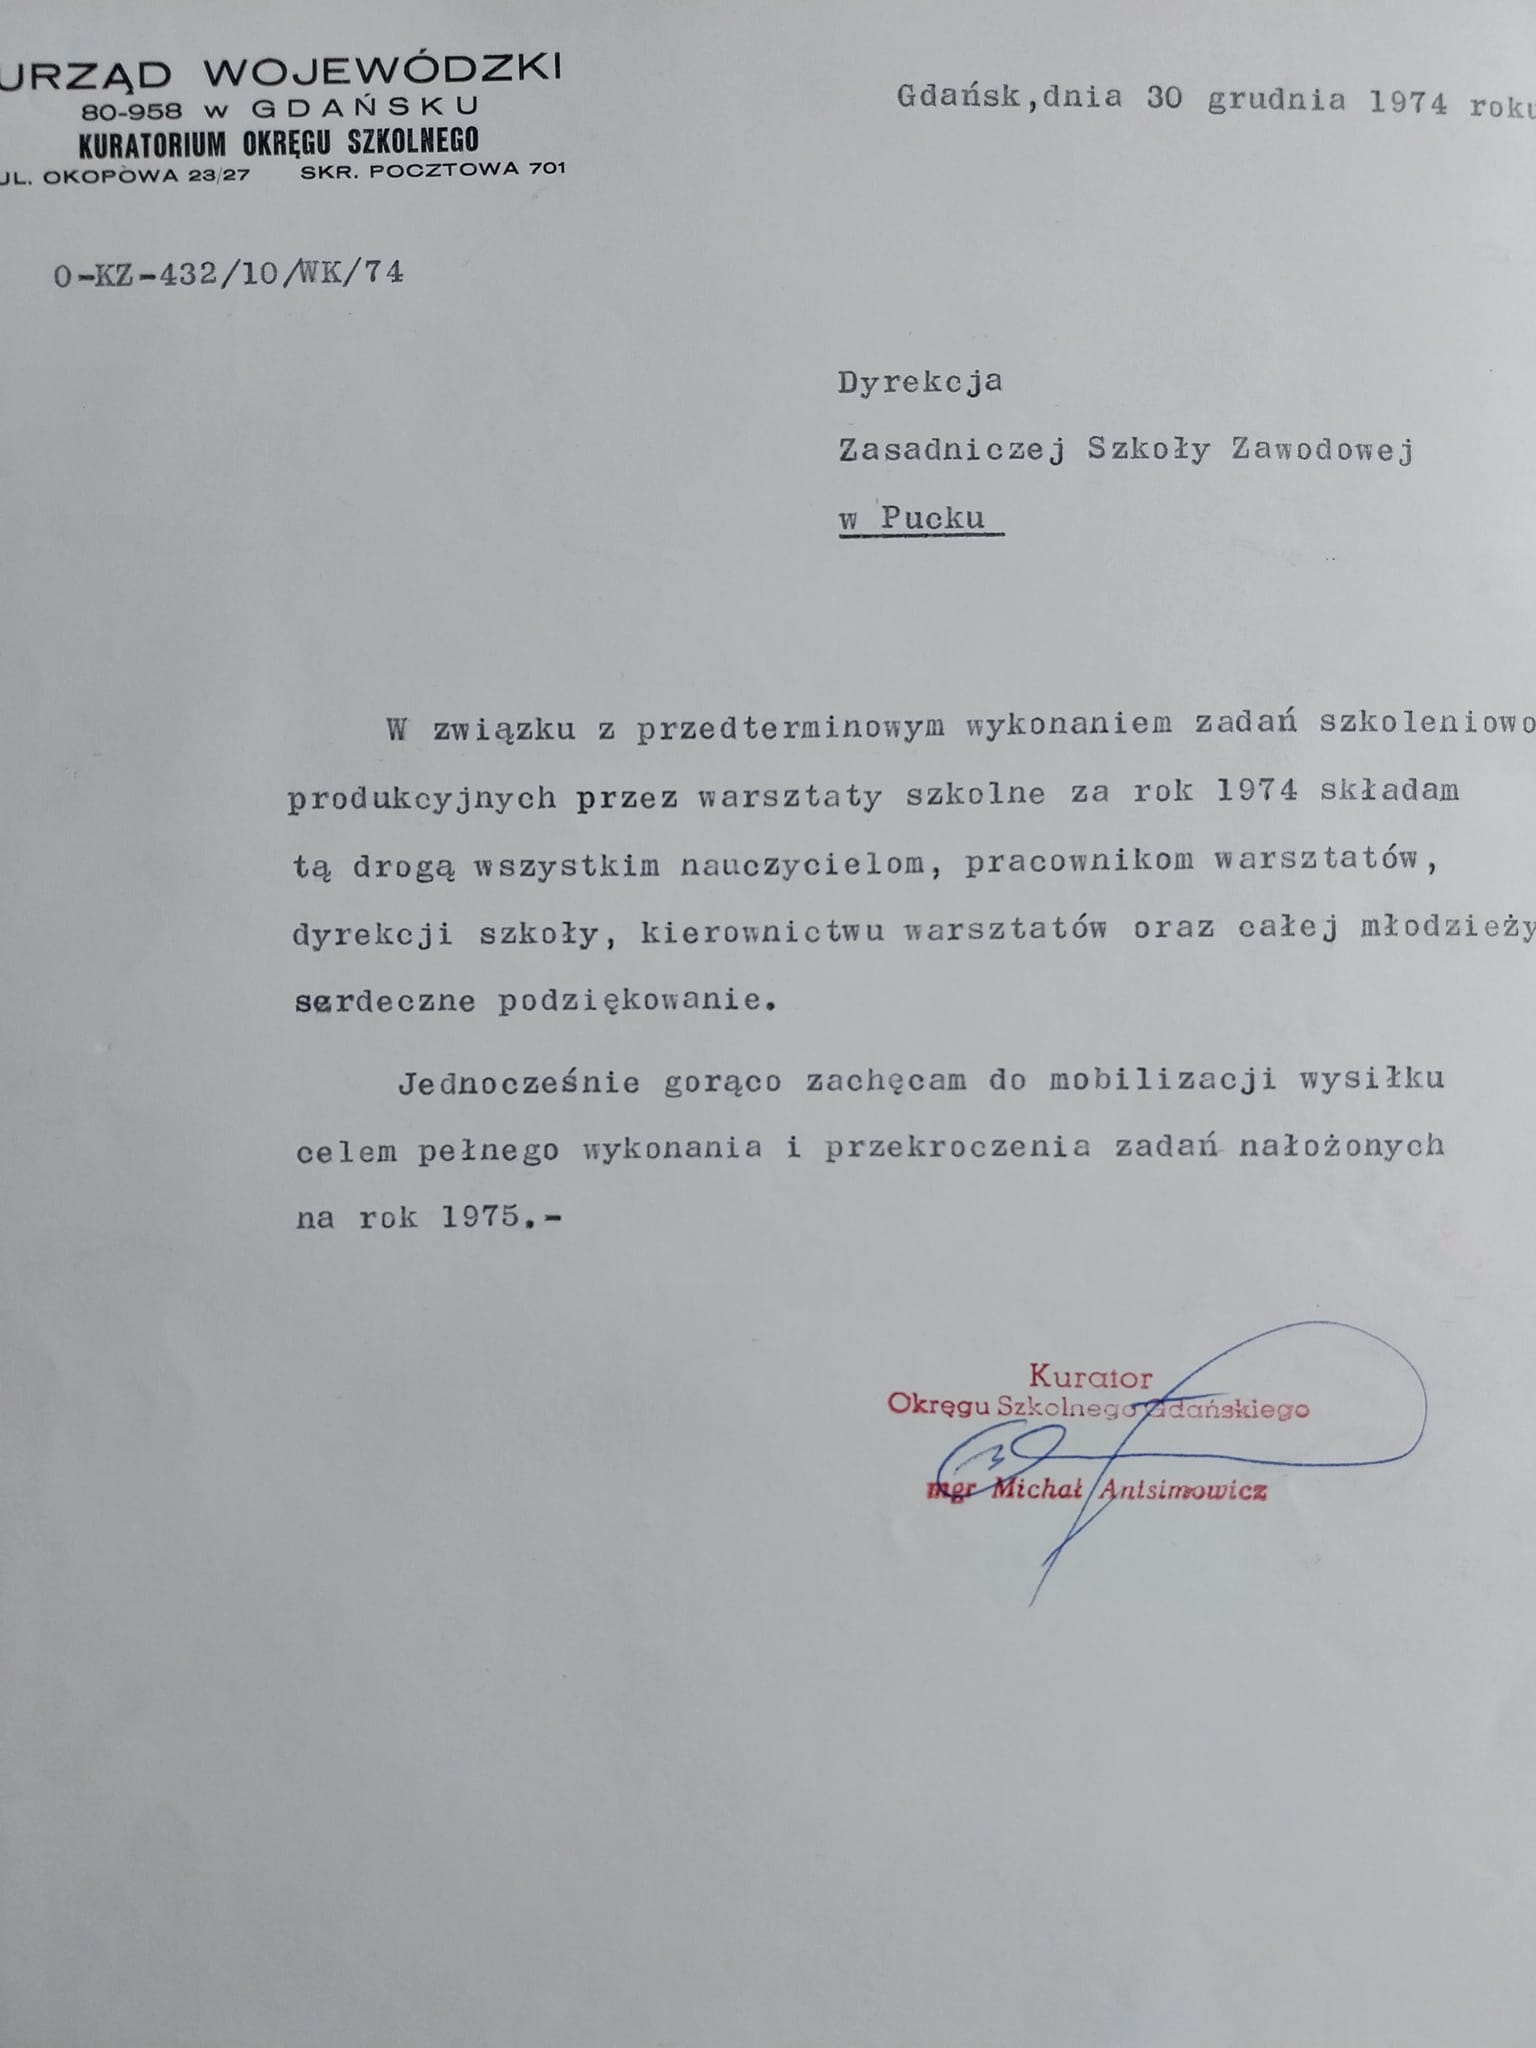 URZĄD WOJEWÓDZKI
80-958 w GDAŃSKU
KURATORIUM OKRĘGU SZKOLNEGO
UL. OKOPOWA 23/27 SKR. POCZTOWA 701
Gdańsk,dnia 30 grudnia 1974 roku
O-KZ-432/10/WK/74
Dyrekcja
Zasadniczej Szkoły Zawodowej
w Pucku
W związku z przedterminowym wykonaniem zadań szkoleniowo
produkcyjnych przez warsztaty szkolne za rok 1974 składam
tą drogą wszystkim nauczycielom, pracownikom warsztatów,
dyrekcji szkoły, kierownictwu warsztatów oraz całej młodzieży
serdeczne podziękowanie.
Jednocześnie gorąco zachęcam do mobilizacji wysiłku
celem pełnego wykonania i przekroczenia zadań nałożonych
na rok 1975.-
Kurator
Okręgu Szkolnego Gdańskiego
mgr Michał Anisimowicz